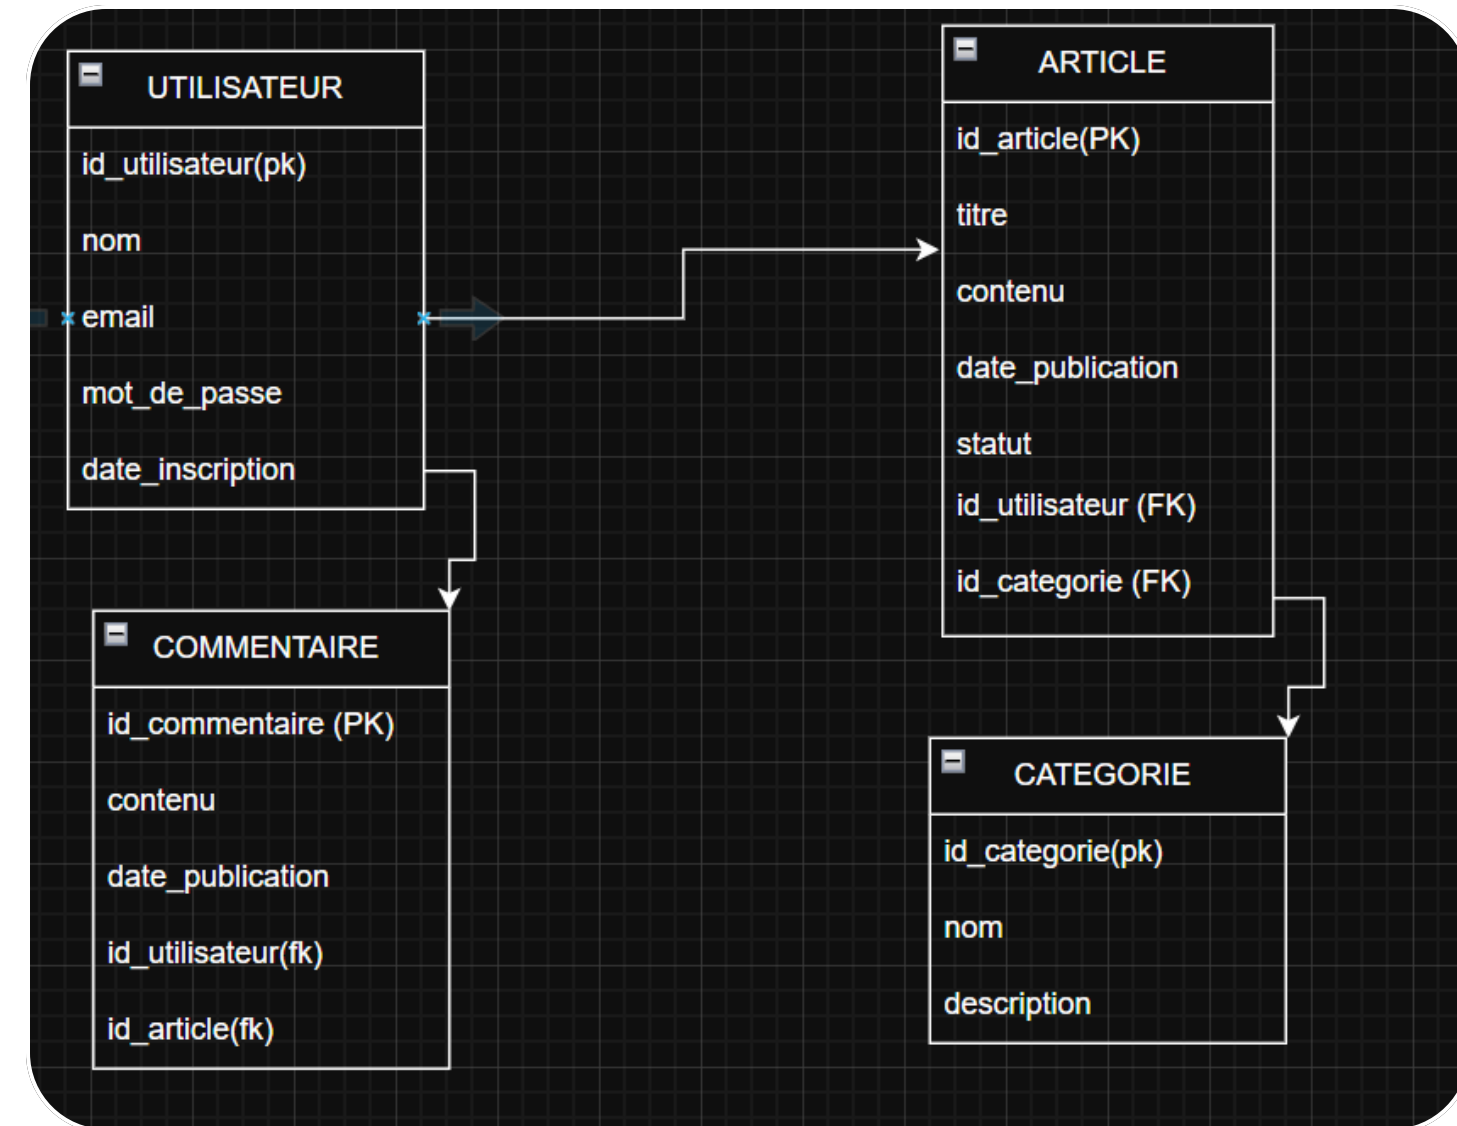 UTILISATEUR
id_utilisateur(pk)
nom
email
mot_de_passe
date_inscription
ARTICLE
id_article(PK)
titre
contenu
date_publication
statut
id_utilisateur (FK)
id_categorie (FK)
COMMENTAIRE
id_commentaire (PK)
contenu
date_publication
id_utilisateur(fk)
id_article(fk)
CATEGORIE
id_categorie(pk)
nom
description